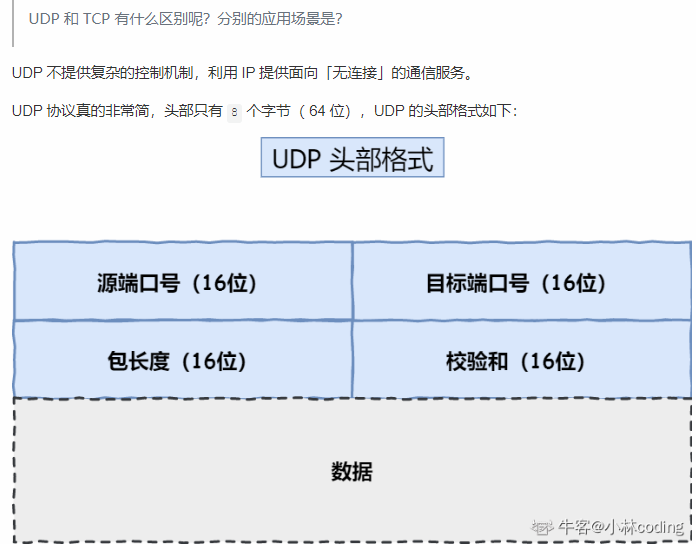 UDP 和 TCP 有什么区别呢？分别的应用场景是？
UDP 不提供复杂的控制机制，利用 IP 提供面向「无连接」的通信服务。
UDP 协议真的非常简，头部只有 8 个字节（ 64 位），UDP 的头部格式如下：
UDP 头部格式
源端口号（16位）
目标端口号（16位）
包长度（16位）
校验和（16位）
数据
牛客@小林coding